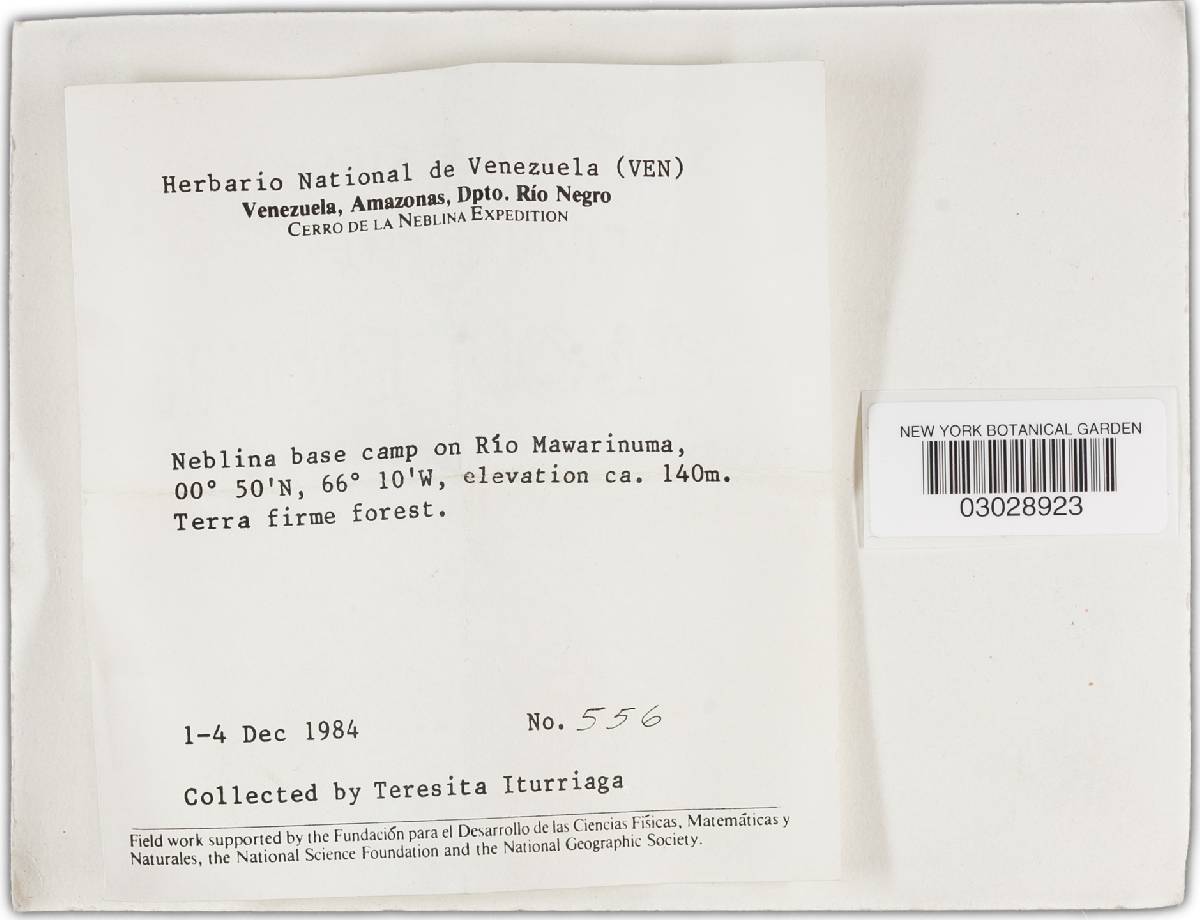 Herbario National de Venezuela (VEN)
Venezuela, Amazonas, Dpto. Río Negro
CERRO DE LA NEBLINA EXPEDITION
Neblina base camp on Río Mawarinuma,
00° 50'N, 66° 10'W, elevation ca. 140m.
Terra firme forest.
NEW YORK BOTANICAL GARDEN
03028923
1-4 Dec 1984 No. 556
Collected by Teresita Iturriaga
Field work supported by the Fundación para el Desarrollo de las Ciencias Físicas, Matemáticas y
Naturales, the National Science Foundation and the National Geographic Society.